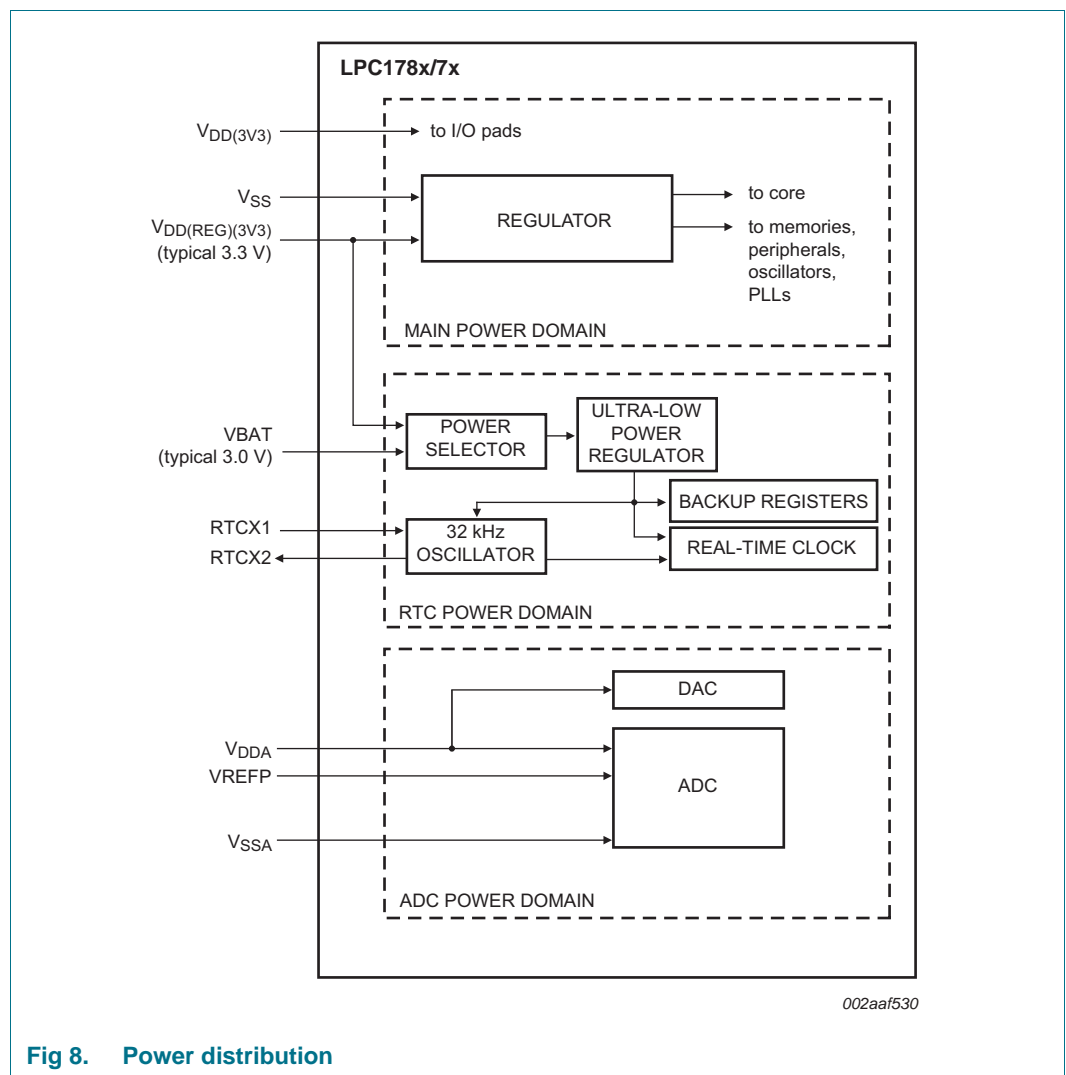 LPC178x/7x
VDD(3V3)
to I/O pads
VSS
REGULATOR
to core
VDD(REG)(3V3)
(typical 3.3 V)
to memories,
peripherals,
oscillators,
PLLs
MAIN POWER DOMAIN
VBAT
(typical 3.0 V)
POWER
SELECTOR
ULTRA-LOW
POWER
REGULATOR
BACKUP REGISTERS
RTCX1
RTCX2
32 kHz
OSCILLATOR
REAL-TIME CLOCK
RTC POWER DOMAIN
DAC
VDDA
VREFP
ADC
VSSA
ADC POWER DOMAIN
002aaf530
Fig 8. Power distribution